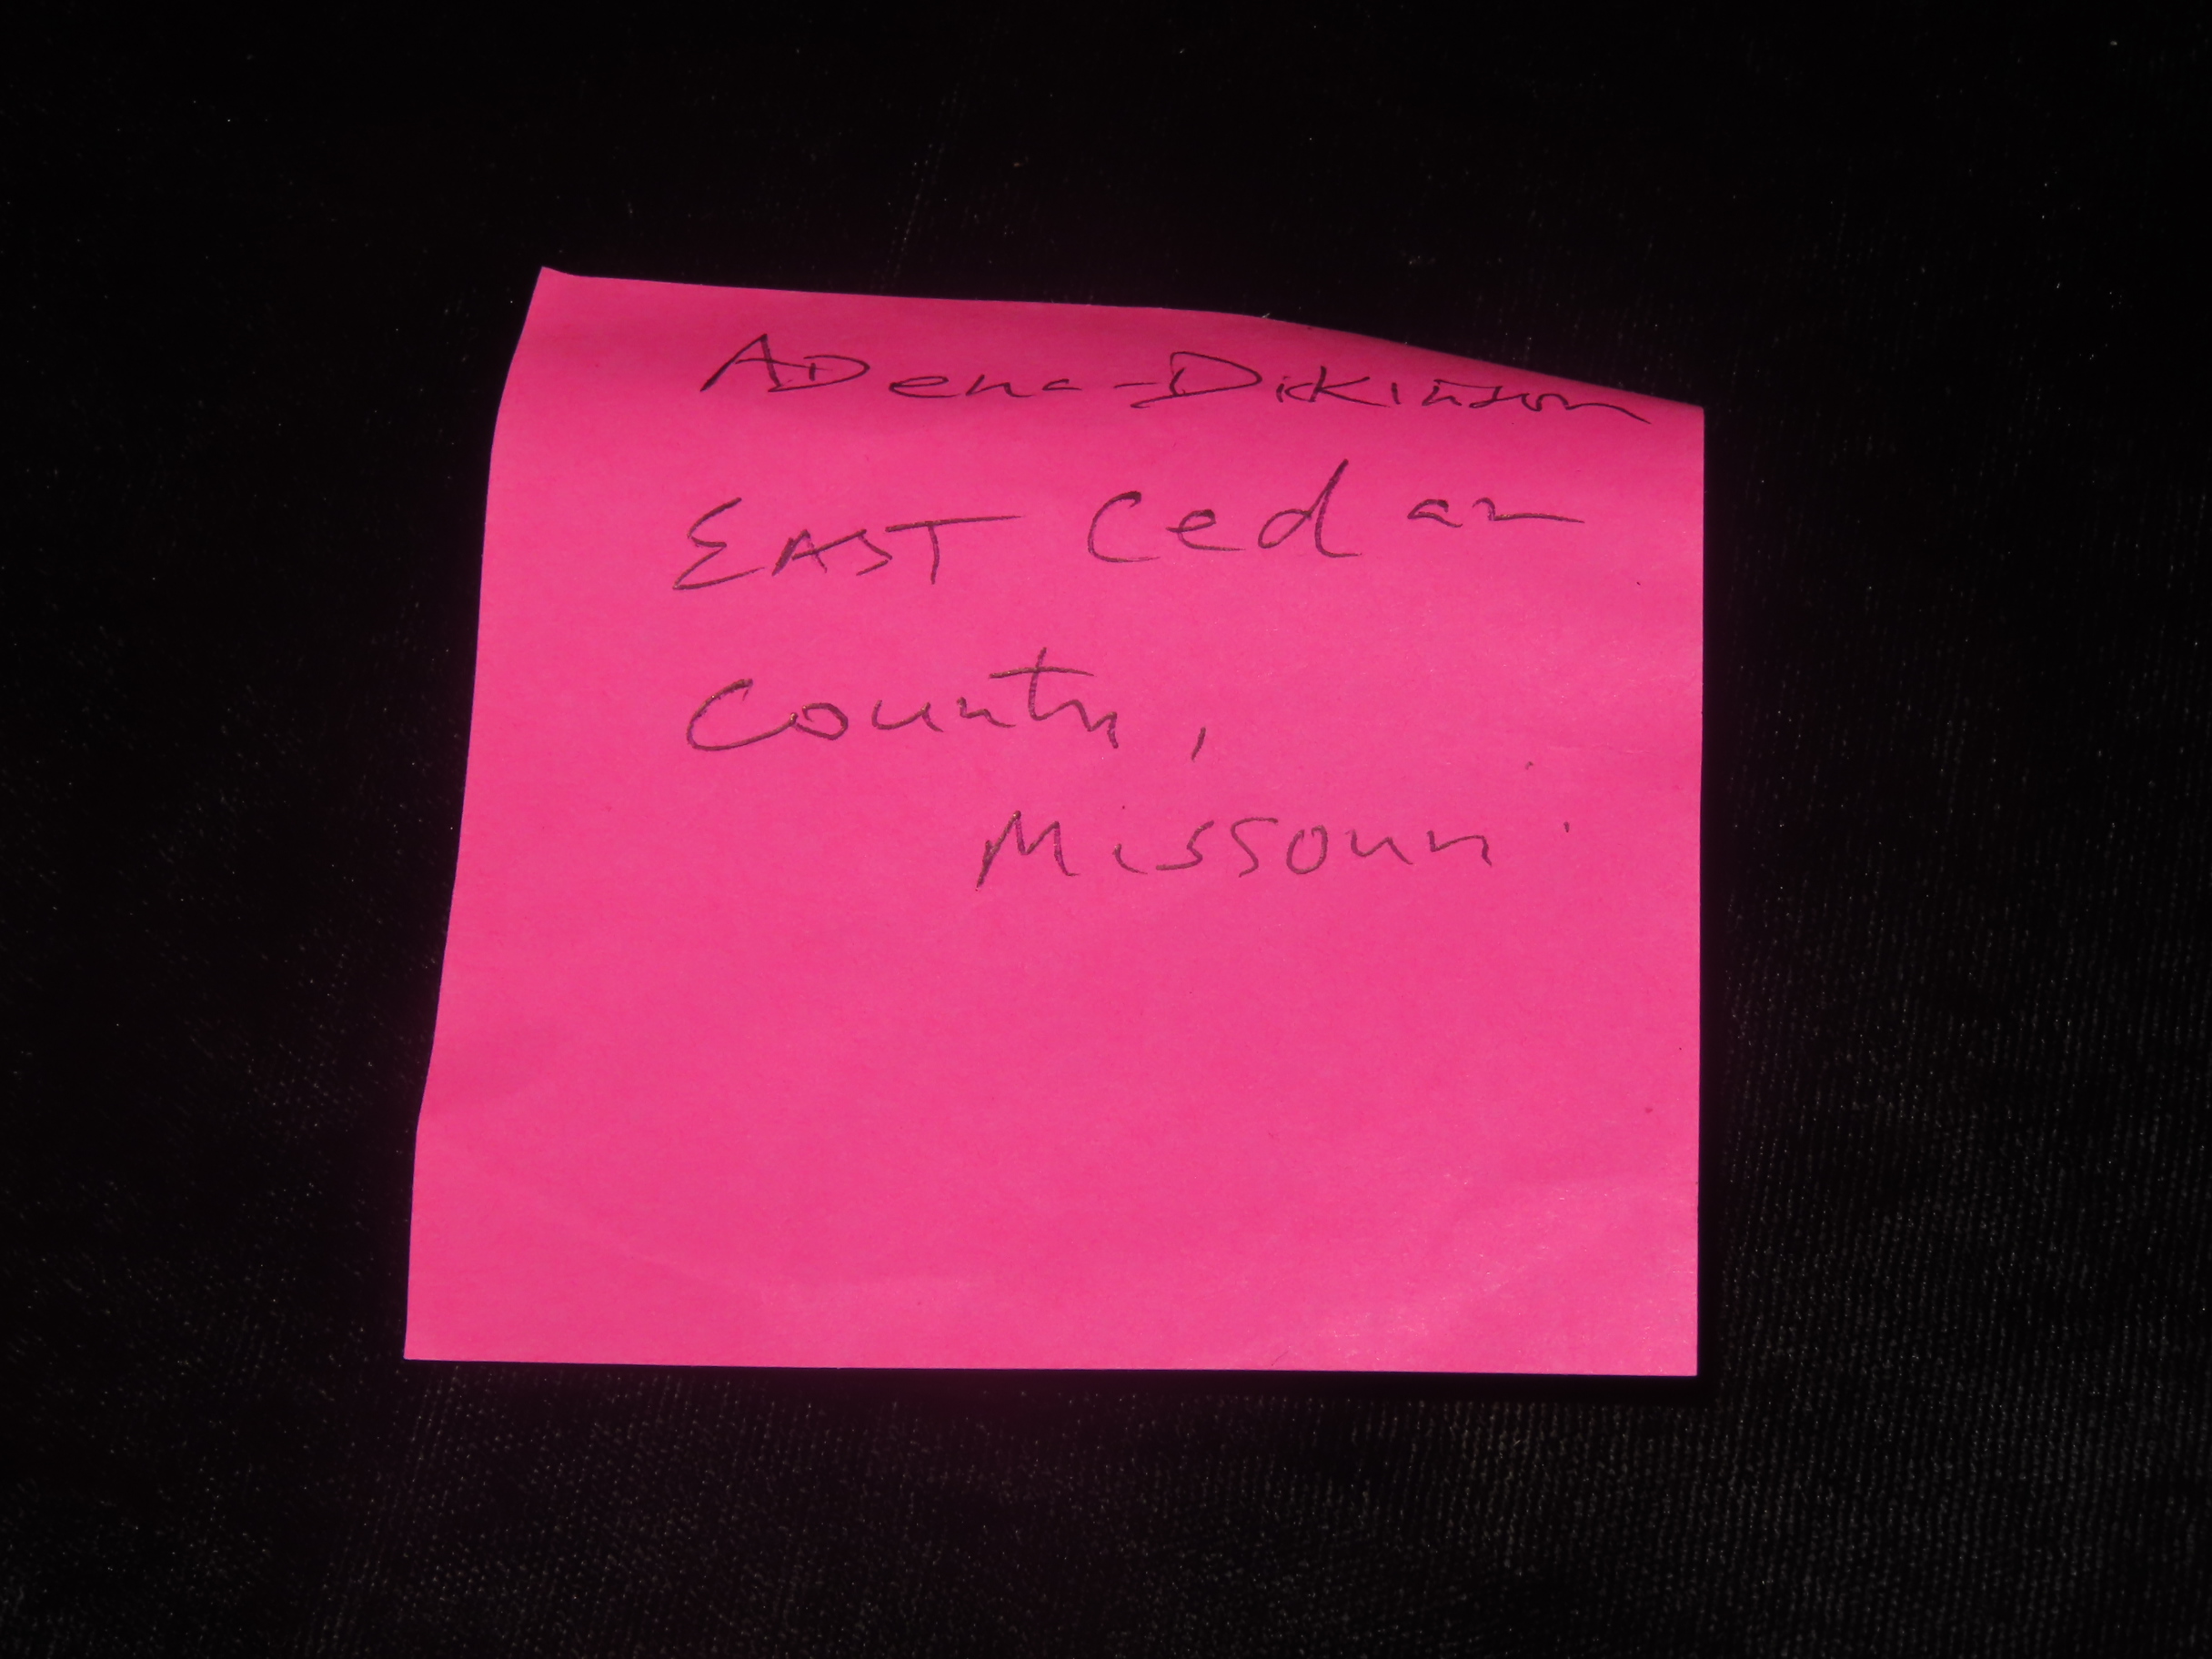 ADena-Dickinson
EAST Cedar
County,
Missouri